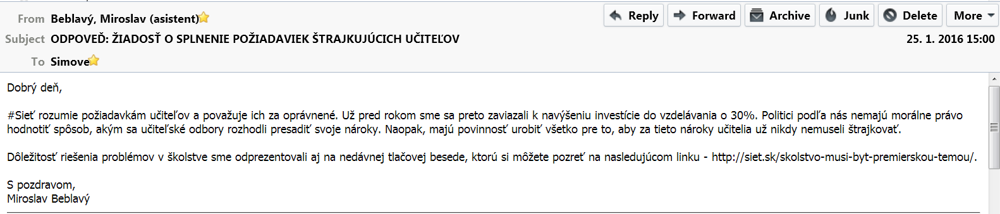 From Beblavý, Miroslav (asistent)
Reply Forward Archive Junk Delete More
Subject ODPOVEĎ: ŽIADOSŤ O SPLNENIE POŽIADAVIEK ŠTRAJKUJÚCICH UČITEĽOV
25. 1. 2016 15:00
To Simove
Dobrý deň,
#Sieť rozumie požiadavkám učiteľov a považuje ich za oprávnené. Už pred rokom sme sa preto zaviazali k navýšeniu investície do vzdelávania o 30%. Politici podľa nás nemajú morálne právo
hodnotiť spôsob, akým sa učiteľské odbory rozhodli presadiť svoje nároky. Naopak, majú povinnosť urobiť všetko pre to, aby za tieto nároky učitelia už nikdy nemuseli štrajkovať.
Dôležitosť riešenia problémov v školstve sme odprezentovali aj na nedávnej tlačovej besede, ktorú si môžete pozreť na nasledujúcom linku - http://siet.sk/skolstvo-musi-byt-premierskou-temou/.
S pozdravom,
Miroslav Beblavý